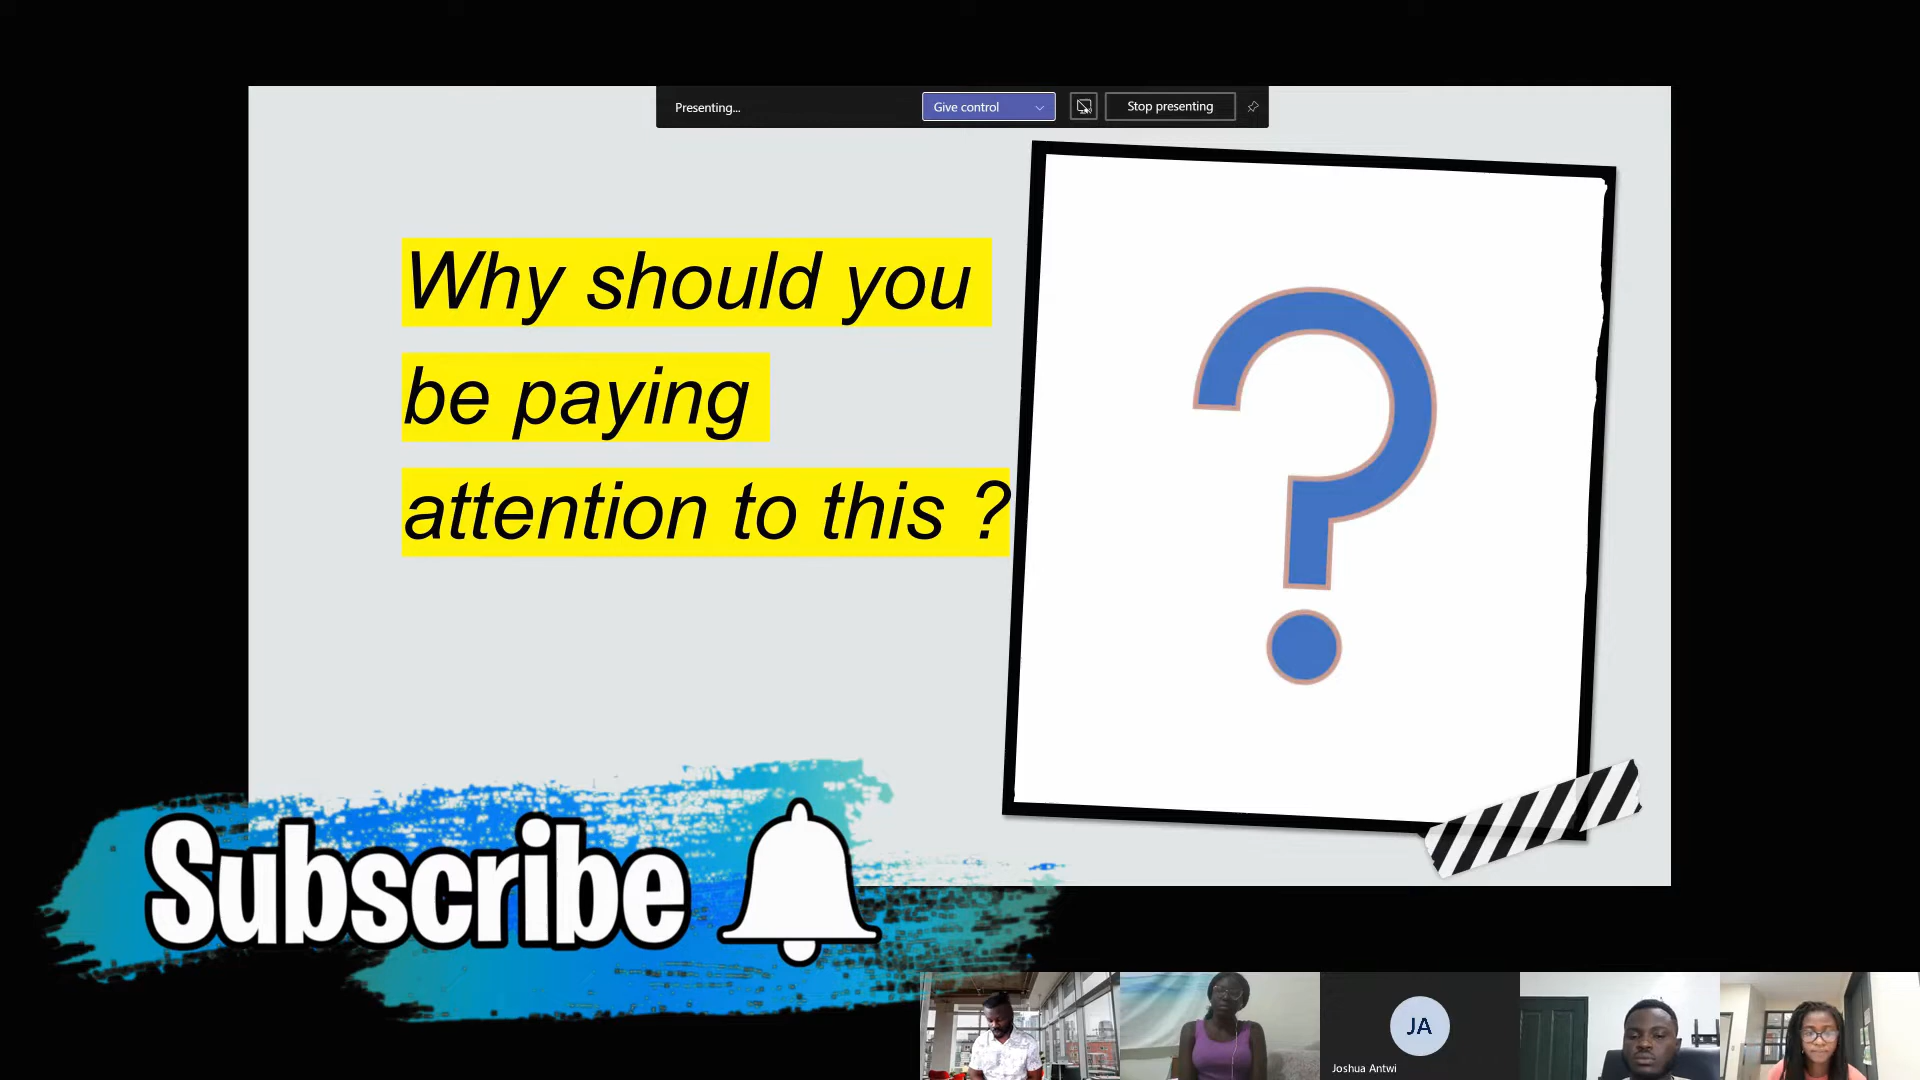 Presenting...
Give control
Stop presenting
Why should you
be paying
attention to this ?
?
Subscribe
JA
Joshua Antwi